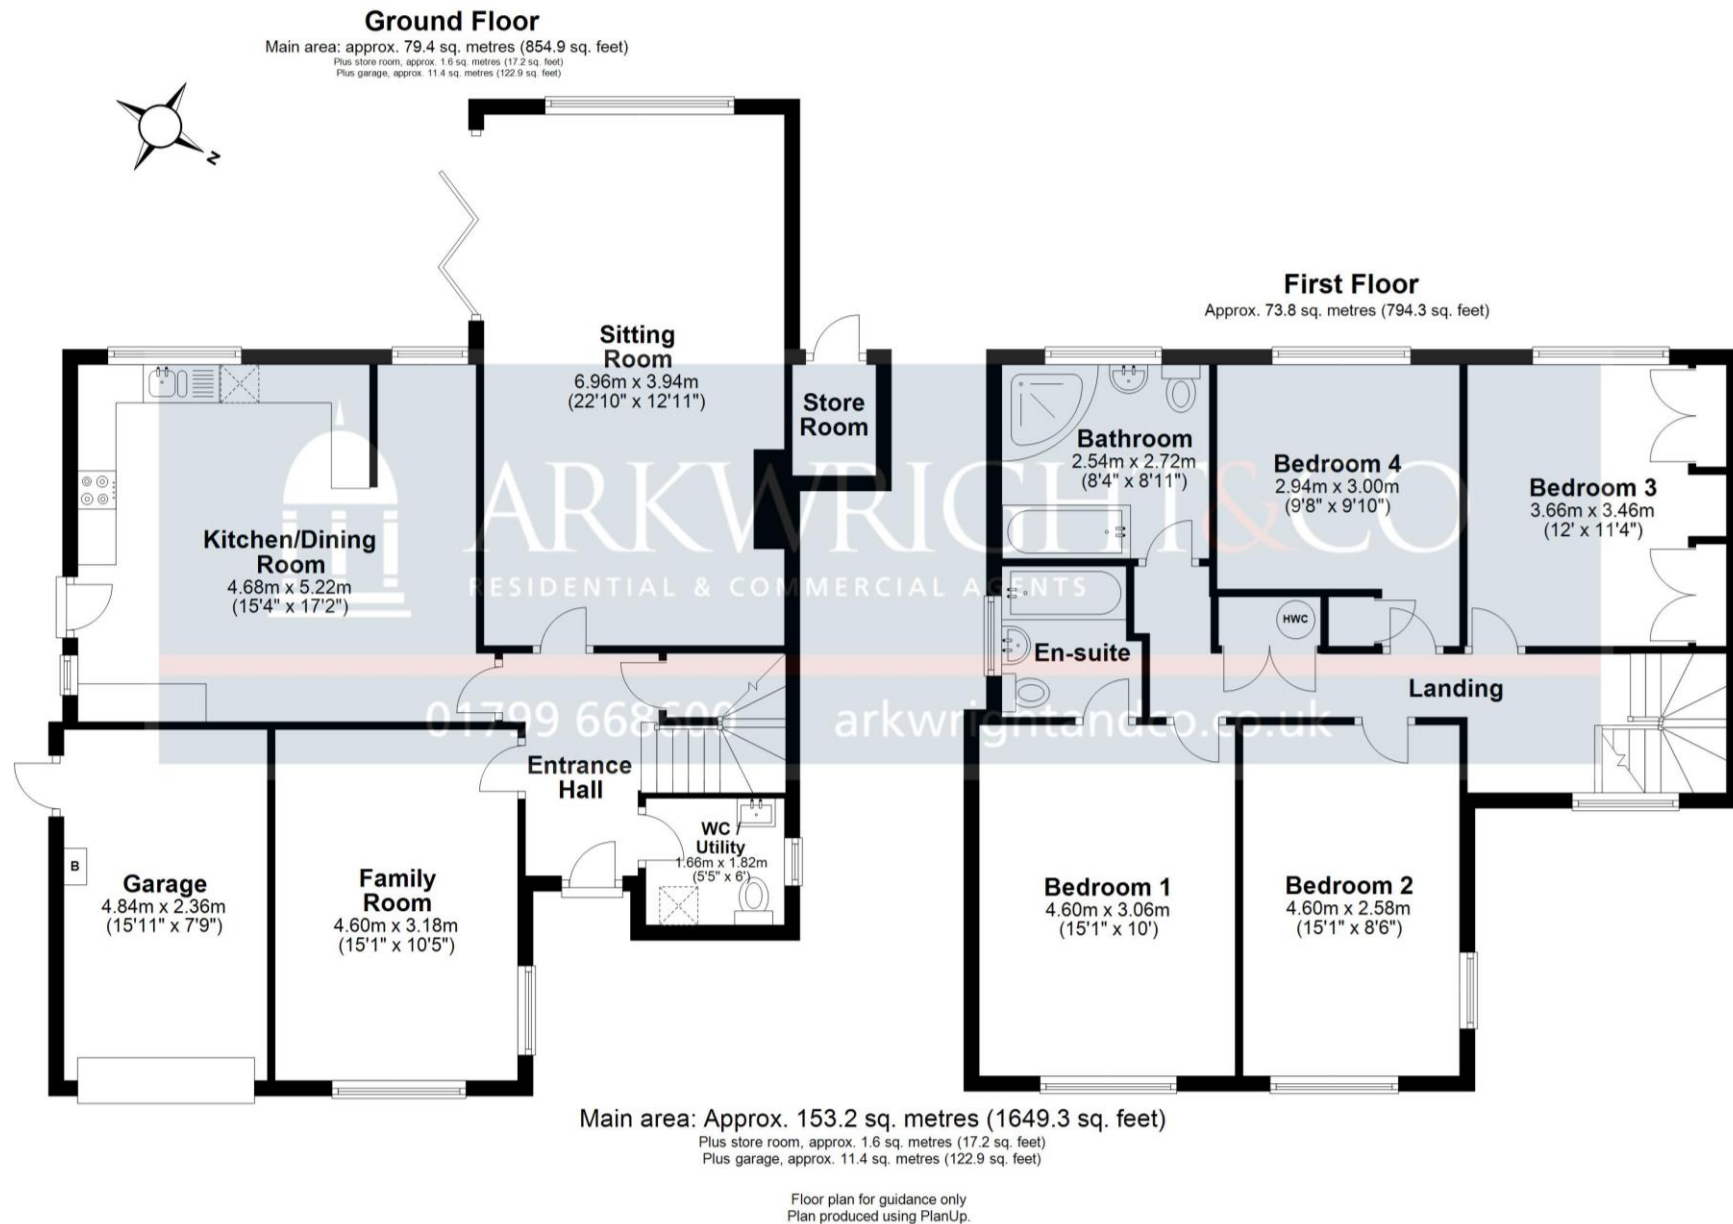 Ground Floor
Main area: approx. 79.4 sq. metres (854.9 sq. feet)
Plus store room, approx. 1.6 sq. metres (17.2 sq. feet)
Plus garage, approx. 11.4 sq. metres (122.9 sq. feet)
N
Sitting
Room
6.96m x 3.94m
(22'10" x 12'11")
Store
Room
Kitchen/Dining
Room
4.68m x 5.22m
(15'4" x 17'2")
Entrance
Hall
WC /
Utility
1.66m x 1.82m
(5'5" x 6')
B
Garage
4.84m x 2.36m
(15'11" x 7'9")
Family
Room
4.60m x 3.18m
(15'1" x 10'5")
First Floor
Approx. 73.8 sq. metres (794.3 sq. feet)
Bathroom
2.54m x 2.72m
(8'4" x 8'11")
Bedroom 4
2.94m x 3.00m
(9'8" x 9'10")
Bedroom 3
3.66m x 3.46m
(12' x 11'4")
HWC
En-suite
Landing
Bedroom 1
4.60m x 3.06m
(15'1" x 10')
Bedroom 2
4.60m x 2.58m
(15'1" x 8'6")
ARKWRIGHT&CO
RESIDENTIAL & COMMERCIAL AGENTS
01799 668600 arkwrightandco.co.uk
Main area: Approx. 153.2 sq. metres (1649.3 sq. feet)
Plus store room, approx. 1.6 sq. metres (17.2 sq. feet)
Plus garage, approx. 11.4 sq. metres (122.9 sq. feet)
Floor plan for guidance only
Plan produced using PlanUp.